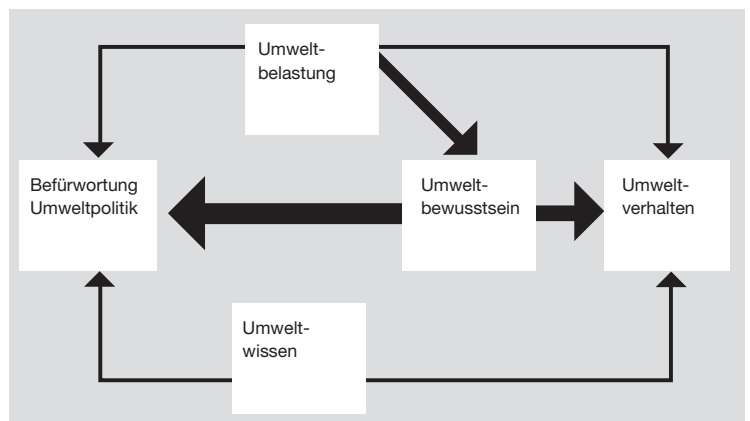 Umwelt-
belastung
Befürwortung
Umweltpolitik
Umwelt-
bewusstsein
Umwelt-
verhalten
Umwelt-
wissen